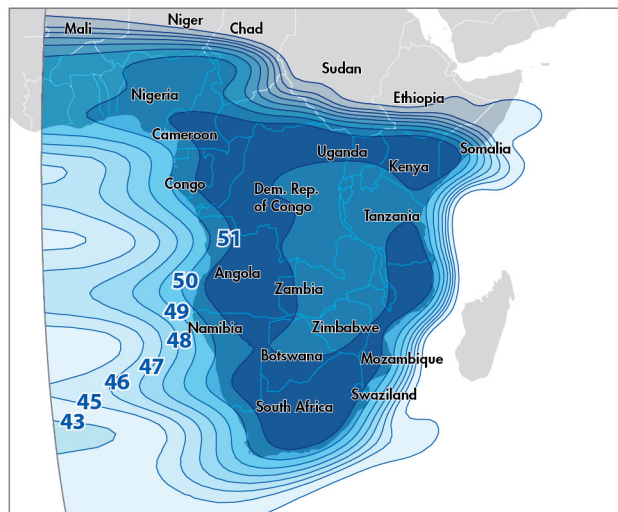 Niger
Mali
Chad
Sudan
Nigeria
Ethiopia
Cameroon
Somalia
Uganda
Kenya
Congo
Dem. Rep.
of Congo
Tanzania
51
Angola
50
Zambia
49
Namibia
Zimbabwe
48
Botswana
Mozambique
47
46
Swaziland
45
South Africa
43